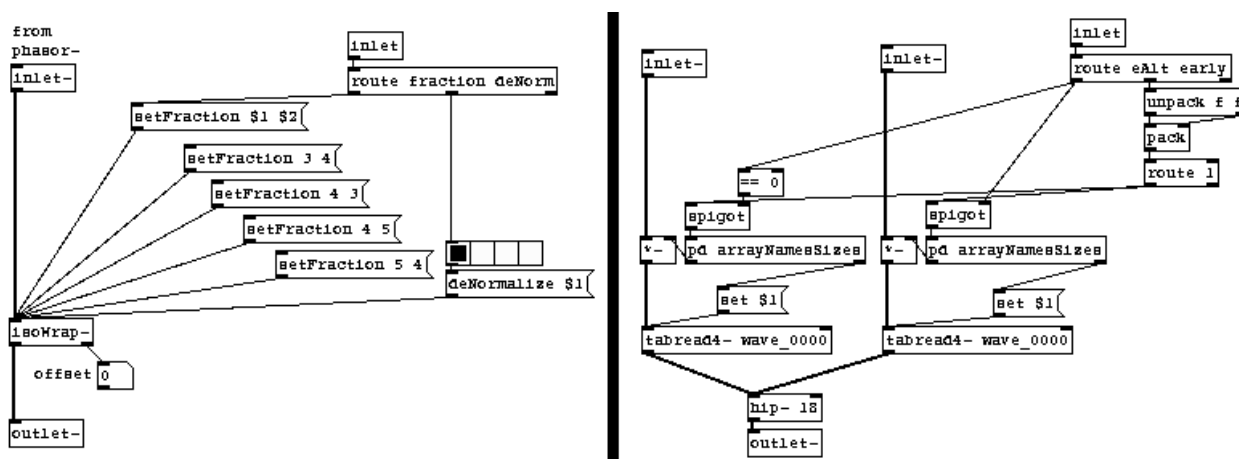 from
phasor~
inlet~
inlet
route fraction deNorm
setFraction $1 $2
setFraction 3 4
setFraction 4 3
setFraction 4 5
setFraction 5 4
deNormalize $1
isoWrap~
offset 0
outlet~
inlet~
inlet~
inlet
route eAlt early
unpack f f
pack
route 1
== 0
spigot
spigot
*~
pd arrayNamesSizes
*~
pd arrayNamesSizes
set $1
set $1
tabread4~ wave_0000
tabread4~ wave_0000
hip~ 18
outlet~